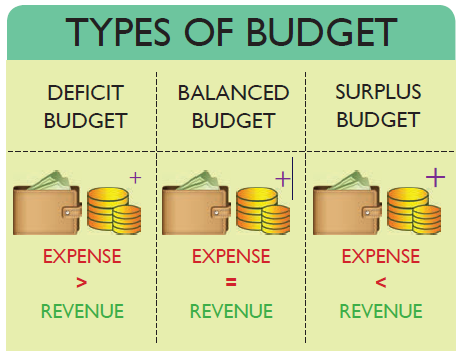 TYPES OF BUDGET
DEFICIT
BUDGET
BALANCED
BUDGET
SURPLUS
BUDGET
+
+
+
EXPENSE
>
REVENUE
EXPENSE
=
REVENUE
EXPENSE
<
REVENUE